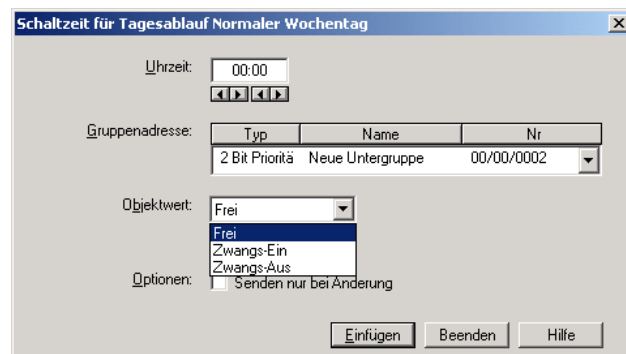 Schaltzeit für Tagesablauf Normaler Wochentag
Uhrzeit: 00:00
Gruppenadresse: Typ Name Nr
2 Bit Prioritä Neue Untergruppe 00/00/0002
Objektwert: Frei
Frei
Zwangs-Ein
Zwangs-Aus
Optionen: Senden nur bei Änderung
Einfügen Beenden Hilfe